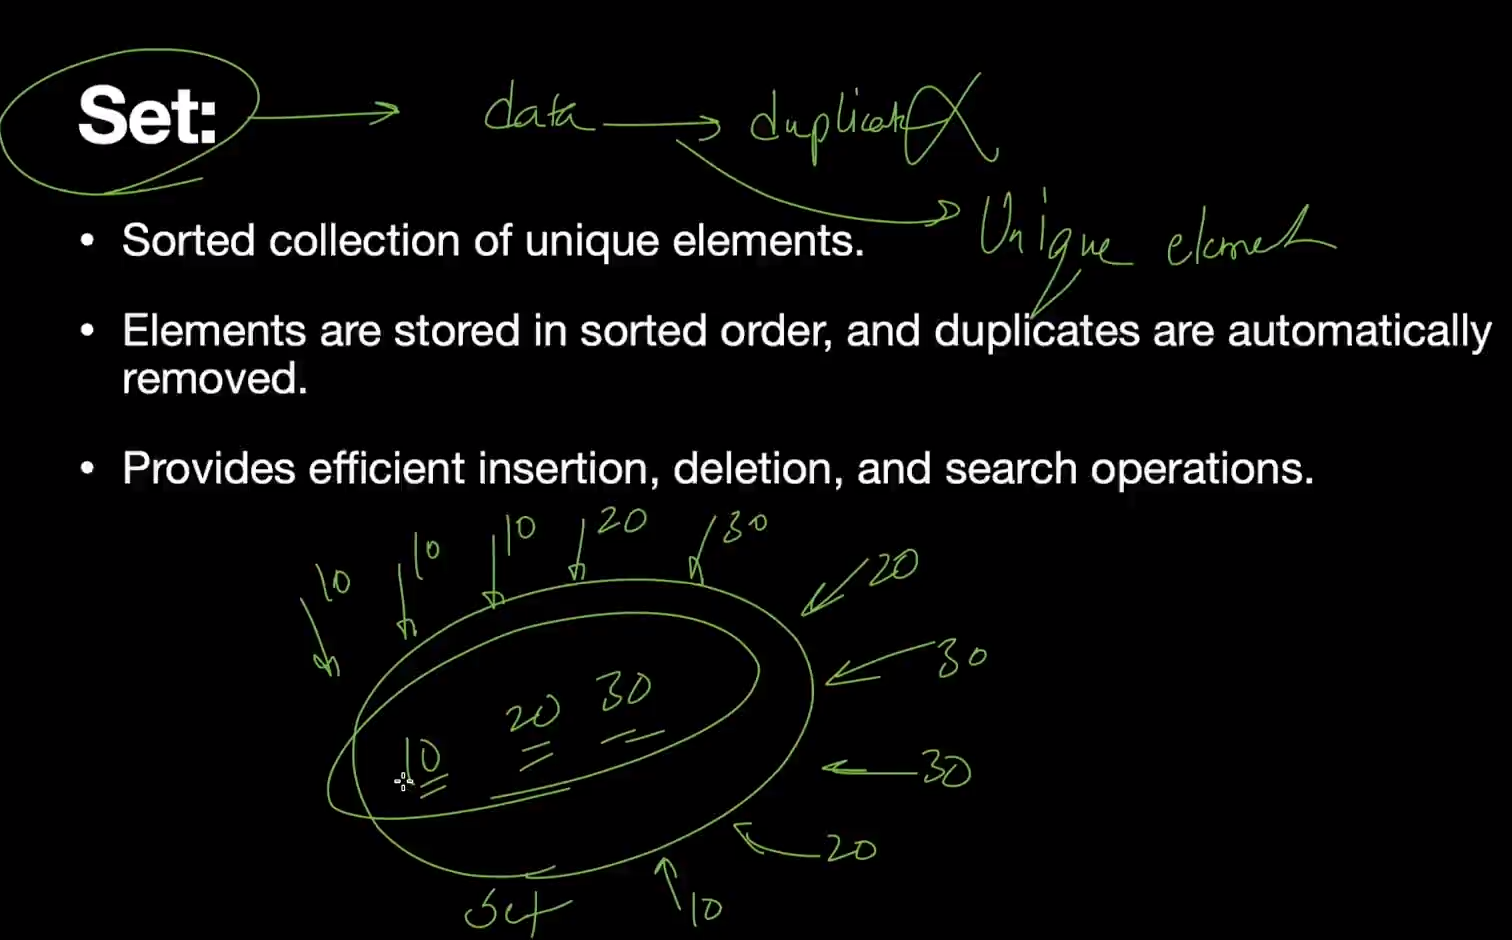 Set: data duplicate
Unique element
• Sorted collection of unique elements.
• Elements are stored in sorted order, and duplicates are automatically
removed.
• Provides efficient insertion, deletion, and search operations.
10 10 10 20 30 20
30
10 20 30
30
20
10
Set